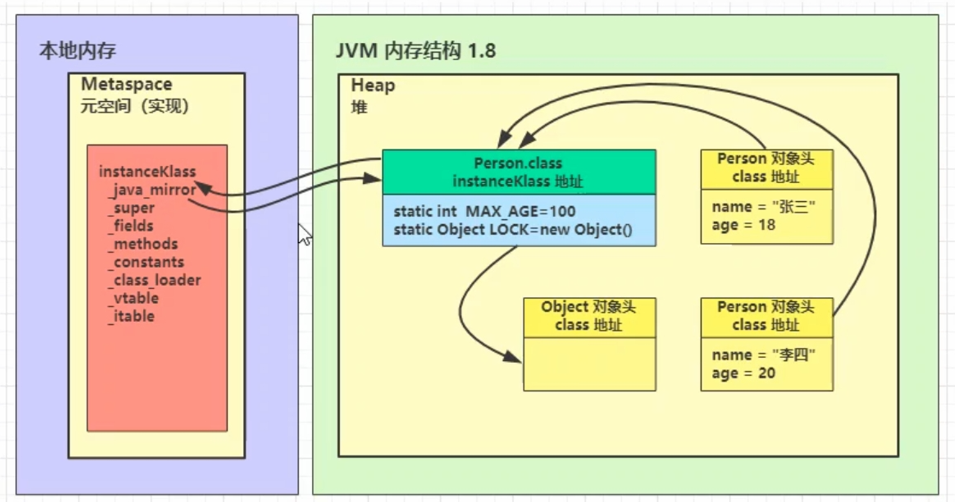 本地内存
Metaspace
元空间（实现）
instanceKlass
_java_mirror
_super
_fields
_methods
_constants
_class_loader
_vtable
_itable
JVM 内存结构 1.8
Heap
堆
Person.class
instanceKlass 地址
static int MAX_AGE=100
static Object LOCK=new Object()
Person 对象头
class 地址
name = "张三"
age = 18
Object 对象头
class 地址
Person 对象头
class 地址
name = "李四"
age = 20